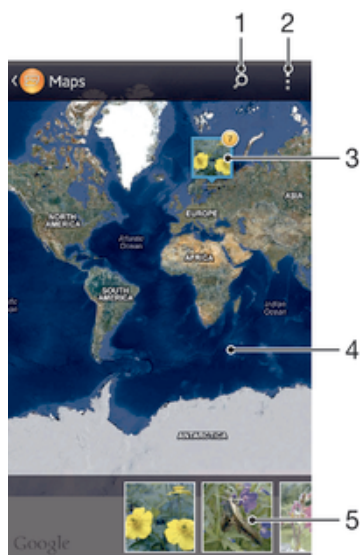 1 2
Maps
7
3
ASIA
EUROPE
NORTH
AMERICA
Atlantic
Ocean
AFRICA
SOUTH
AMERICA
Indian
Ocean
4
ANTARCTICA
5
Google